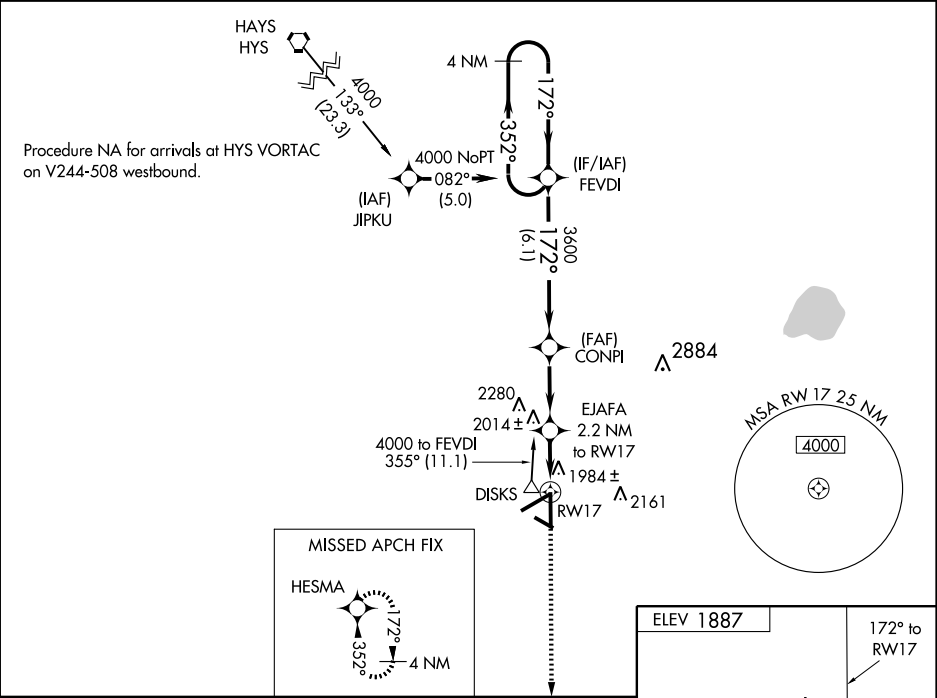 HAYS
HYS
4000
133°
(23.3)
Procedure NA for arrivals at HYS VORTAC
on V244-508 westbound.
4 NM
172°
352°
4000 NoPT
082°
(5.0)
(IAF)
JIPKU
(IF/IAF)
FEVDI
3600
172°
(6.1)
(FAF)
CONPI
2884
2280
2014 ±
EJAFA
2.2 NM
to RW17
4000 to FEVDI
355° (11.1)
1984 ±
DISKS
2161
RW17
MSA RW 17 25 NM
4000
MISSED APCH FIX
HESMA
172°
352°
4 NM
ELEV 1887
172° to
RW17